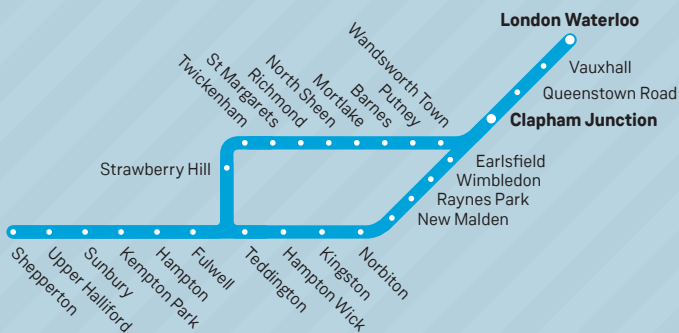 London Waterloo
Vauxhall
Queenstown Road
Clapham Junction
Wandsworth Town
Putney
Barnes
Mortlake
North Sheen
Richmond
St Margarets
Twickenham
Strawberry Hill
Earlsfield
Wimbledon
Raynes Park
New Malden
Shepperton
Upper Halliford
Sunbury
Kempton Park
Hampton
Fulwell
Teddington
Hampton Wick
Kingston
Norbiton